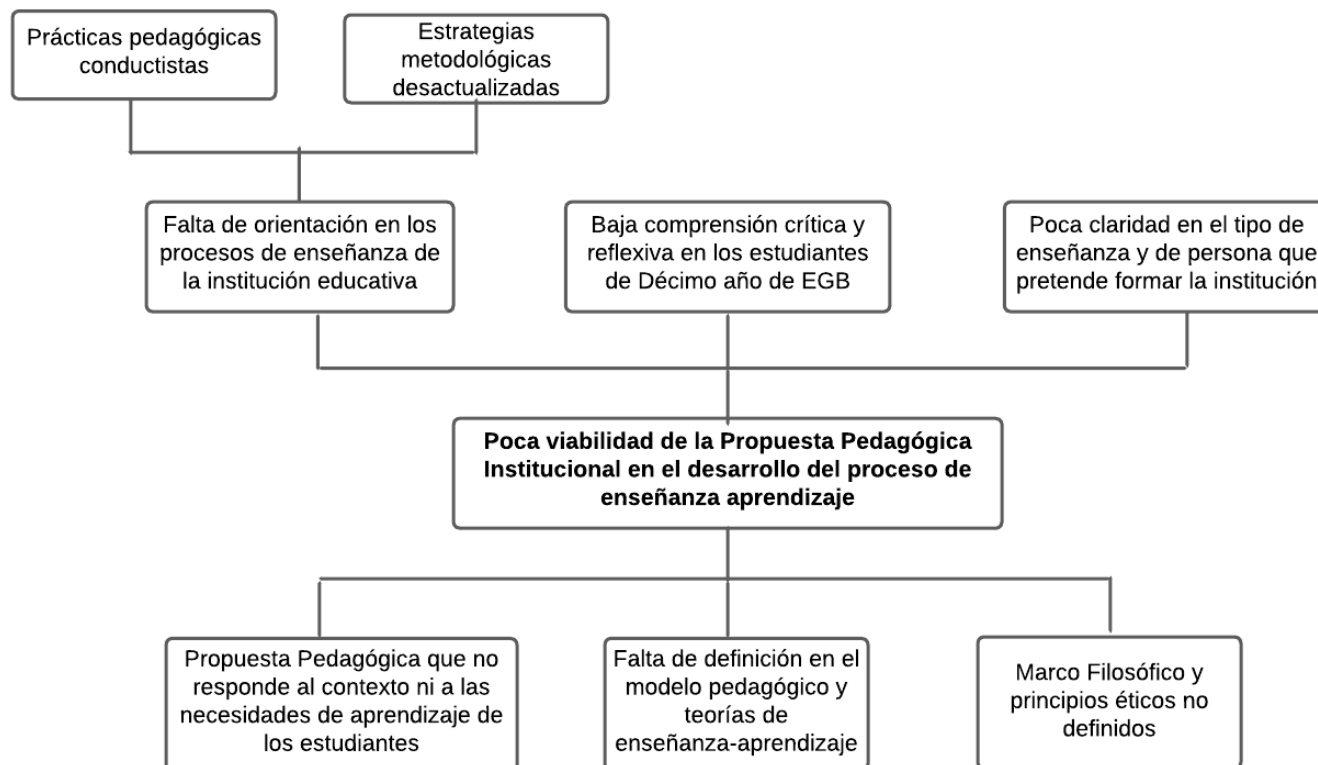 Prácticas pedagógicas
conductistas
Estrategias
metodológicas
desactualizadas
Falta de orientación en los
procesos de enseñanza de
la institución educativa
Baja comprensión crítica y
reflexiva en los estudiantes
de Décimo año de EGB
Poca claridad en el tipo de
enseñanza y de persona que
pretende formar la institución
Poca viabilidad de la Propuesta Pedagógica
Institucional en el desarrollo del proceso de
enseñanza aprendizaje
Propuesta Pedagógica que no
responde al contexto ni a las
necesidades de aprendizaje de
los estudiantes
Falta de definición en el
modelo pedagógico y
teorías de
enseñanza-aprendizaje
Marco Filosófico y
principios éticos no
definidos